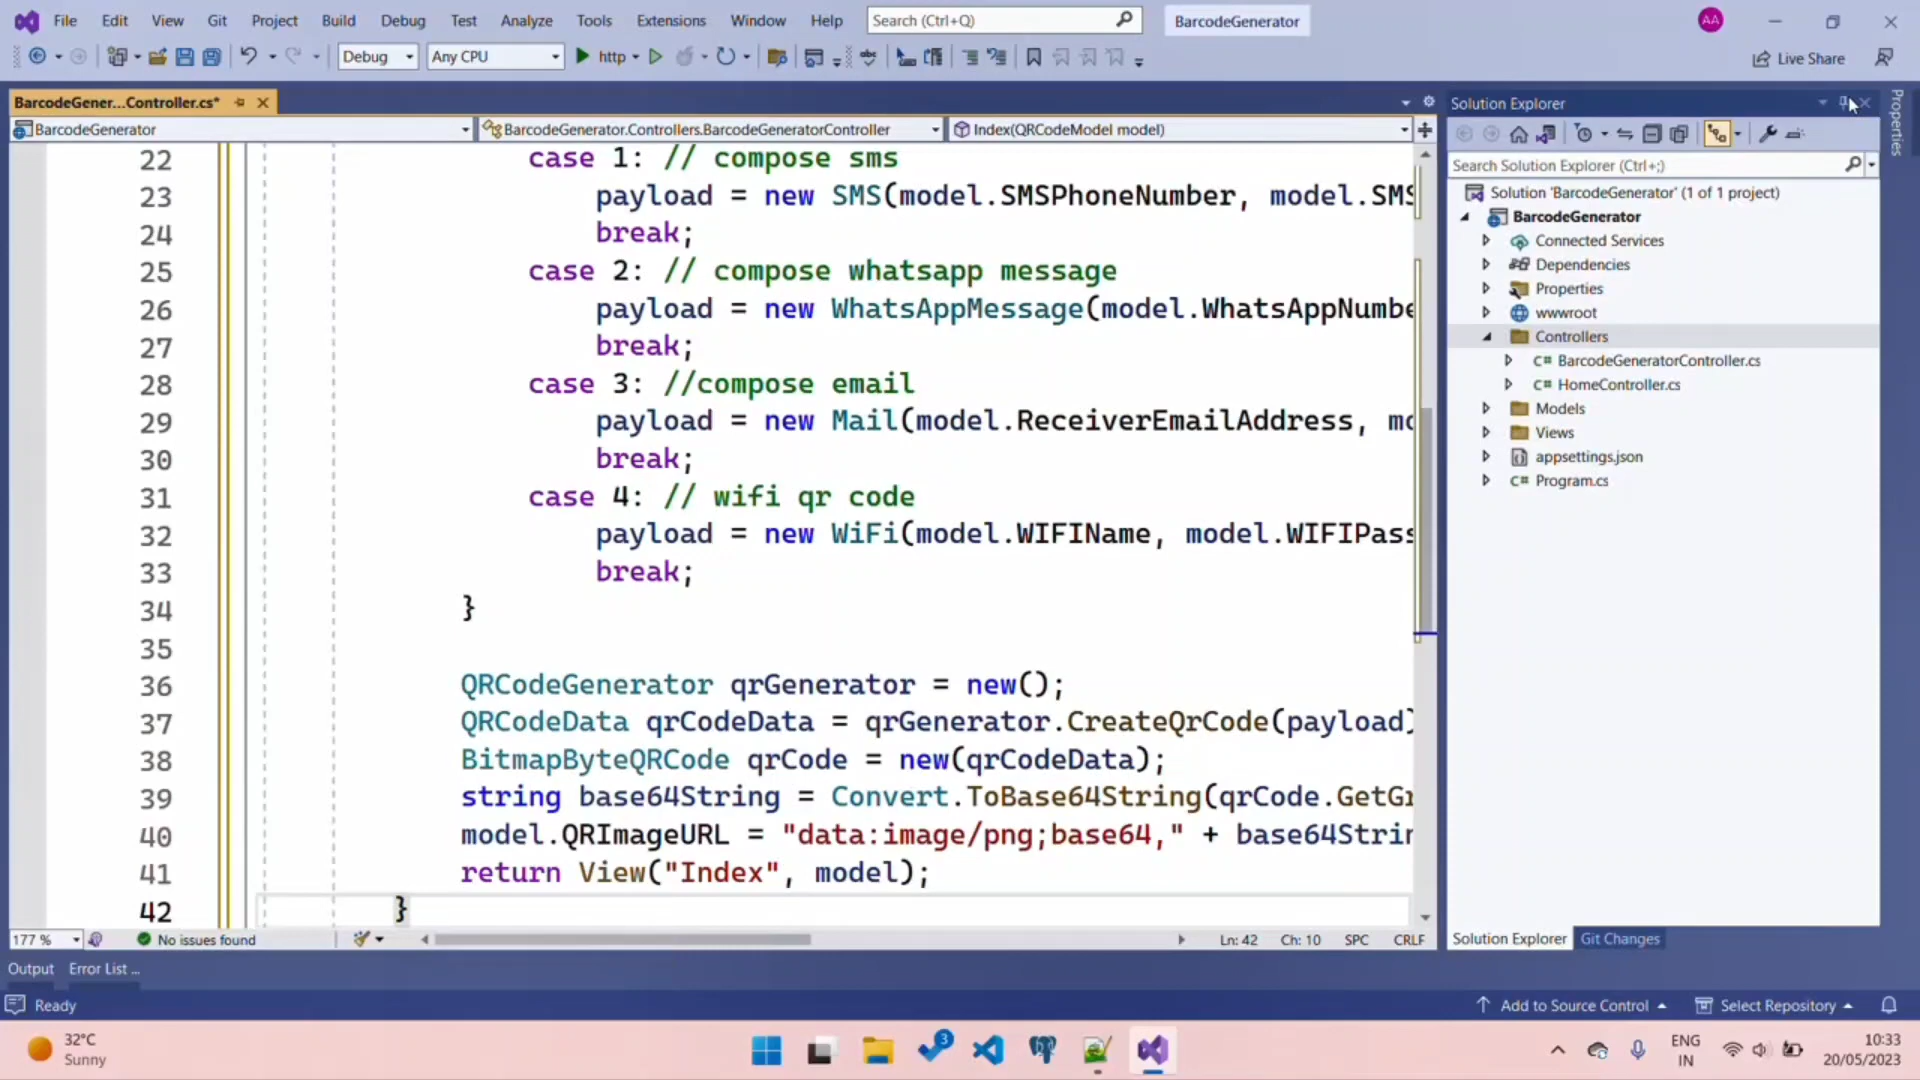 File Edit View Git Project Build Debug Test Analyze Tools Extensions Window Help Search (Ctrl+Q) BarcodeGenerator AA
Debug Any CPU http Live Share
BarcodeGener...Controller.cs*
BarcodeGenerator BarcodeGenerator.Controllers.BarcodeGeneratorController Index(QRCodeModel model)
22 case 1: // compose sms
23 payload = new SMS(model.SMSPhoneNumber, model.SMS
24 break;
25 case 2: // compose whatsapp message
26 payload = new WhatsAppMessage(model.WhatsAppNumbe
27 break;
28 case 3: //compose email
29 payload = new Mail(model.ReceiverEmailAddress, mo
30 break;
31 case 4: // wifi qr code
32 payload = new WiFi(model.WIFIName, model.WIFIPass
33 break;
34 }
35
36 QRCodeGenerator qrGenerator = new();
37 QRCodeData qrCodeData = qrGenerator.CreateQrCode(payload)
38 BitmapByteQRCode qrCode = new(qrCodeData);
39 string base64String = Convert.ToBase64String(qrCode.GetGr
40 model.QRImageURL = "data:image/png;base64," + base64Strin
41 return View("Index", model);
42 }
177 % No issues found Ln: 42 Ch: 10 SPC CRLF
Solution Explorer
Search Solution Explorer (Ctrl+;)
Solution 'BarcodeGenerator' (1 of 1 project)
BarcodeGenerator
Connected Services
Dependencies
Properties
wwwroot
Controllers
C# BarcodeGeneratorController.cs
C# HomeController.cs
Models
Views
appsettings.json
C# Program.cs
Solution Explorer Git Changes
Properties
Output Error List ...
Ready Add to Source Control Select Repository
32°C
Sunny
3
ENG
IN
10:33
20/05/2023